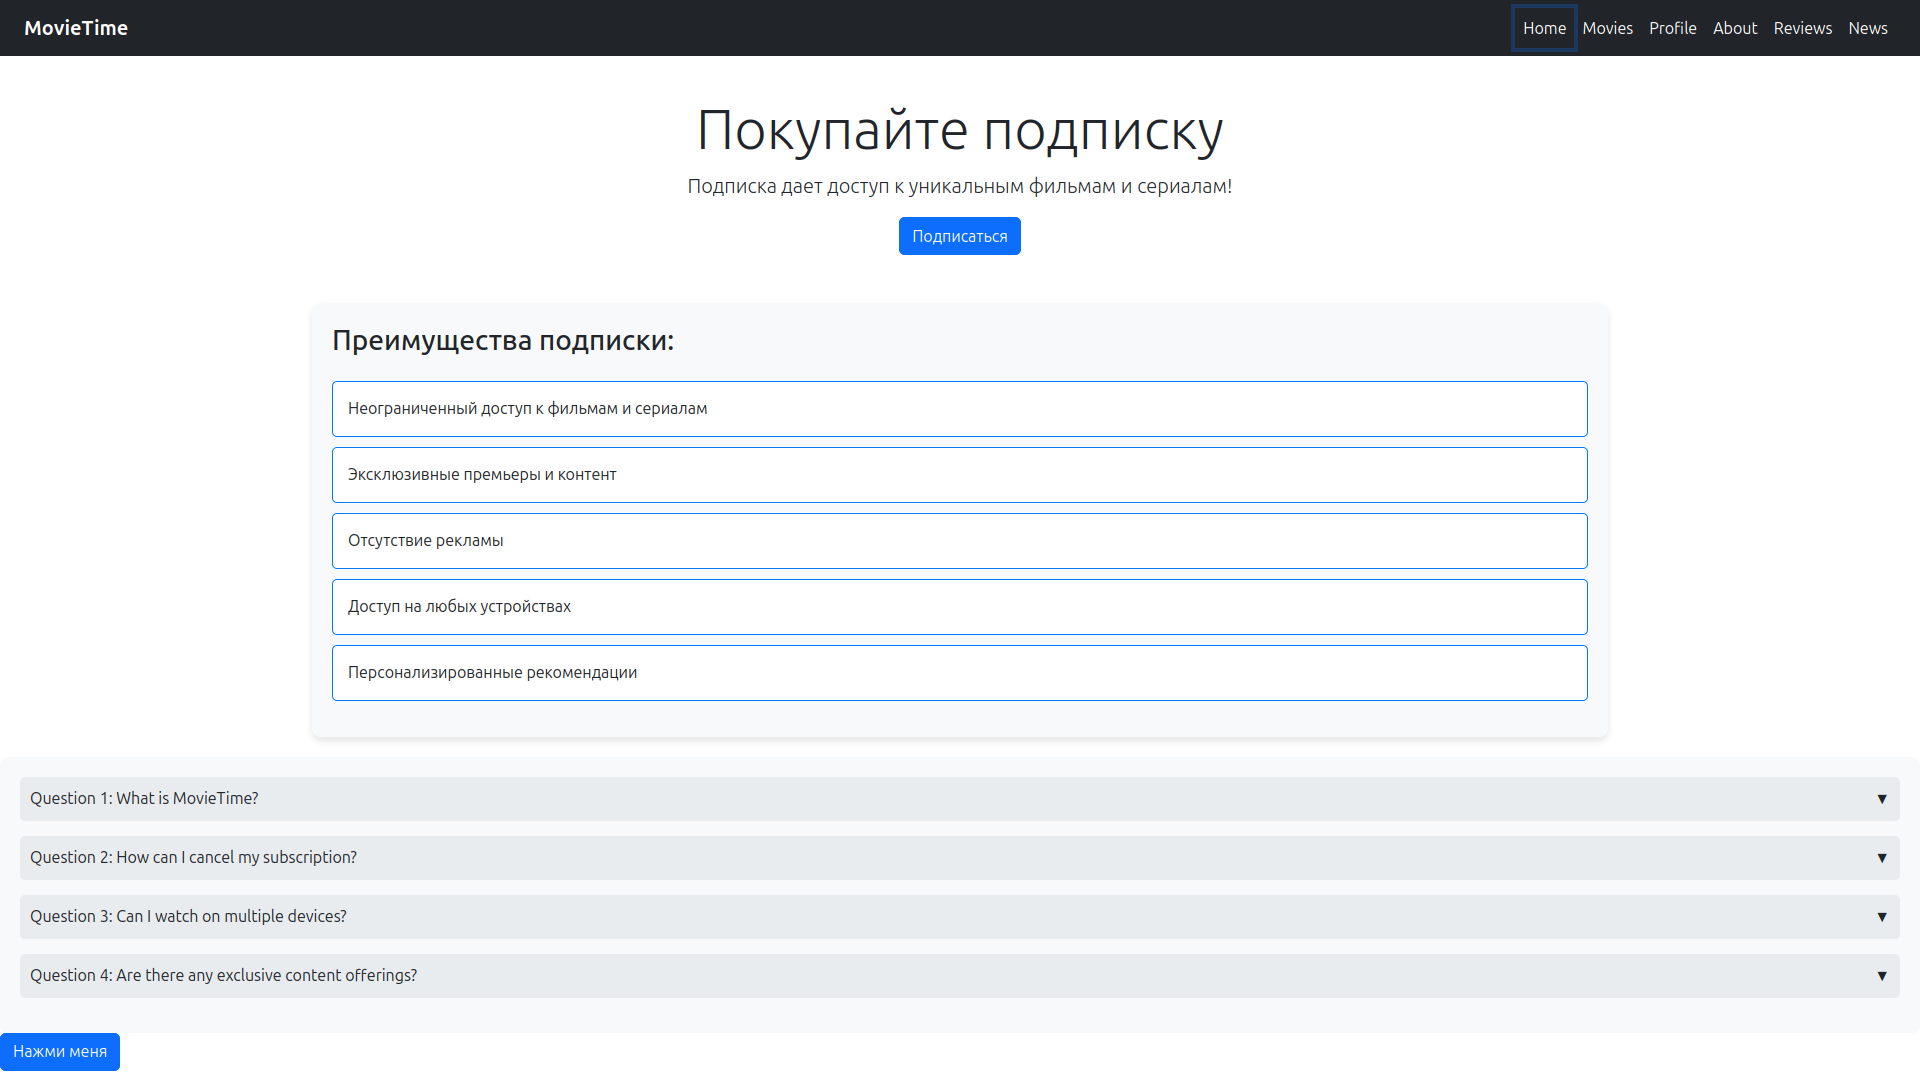 MovieTime
Home Movies Profile About Reviews News
Покупайте подписку
Подписка дает доступ к уникальным фильмам и сериалам!
Подписаться
Преимущества подписки:
Неограниченный доступ к фильмам и сериалам
Эксклюзивные премьеры и контент
Отсутствие рекламы
Доступ на любых устройствах
Персонализированные рекомендации
Question 1: What is MovieTime? ▼
Question 2: How can I cancel my subscription? ▼
Question 3: Can I watch on multiple devices? ▼
Question 4: Are there any exclusive content offerings? ▼
Нажми меня